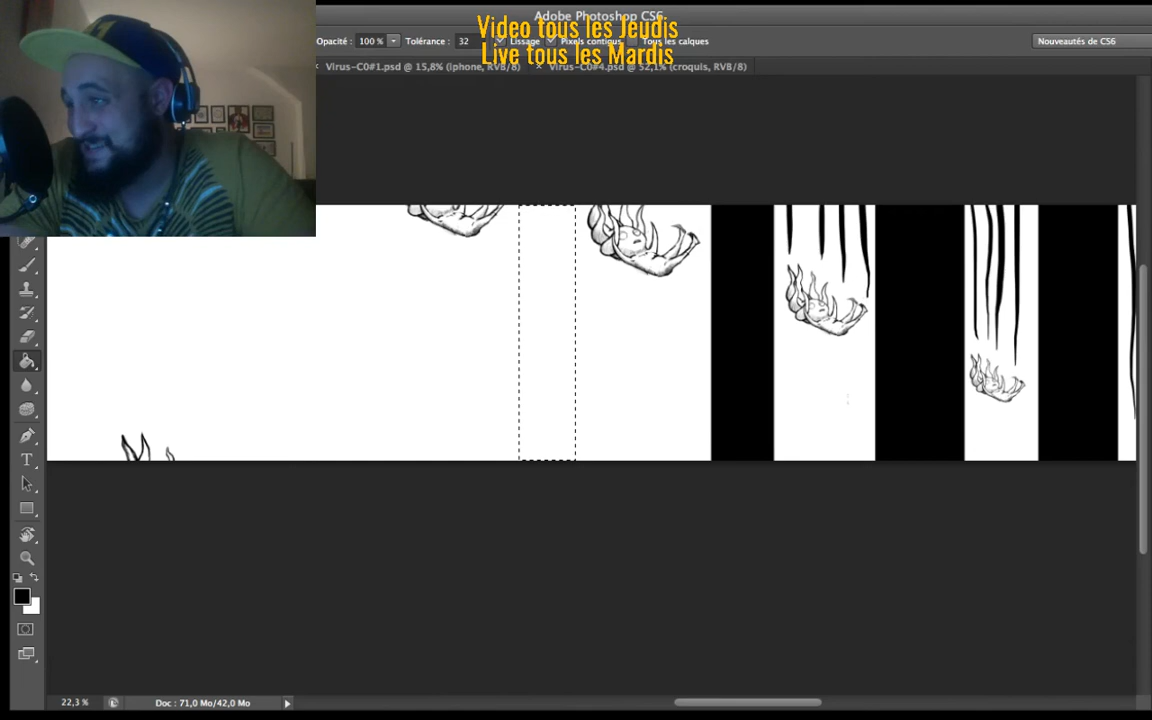 Adobe Photoshop CS6
Video tous les Jeudis
Live tous les Mardis
Opacité : 100 % Tolérance : 32 Lissage Pixels contigus Tous les calques
Nouveautés de CS6
Virus-C0#1.psd @ 15,8% (iphone, RVB/8) × Virus-C0#4.psd @ 52,1% (croquis, RVB/8)
T
22,3 % Doc : 71,0 Mo/42,0 Mo